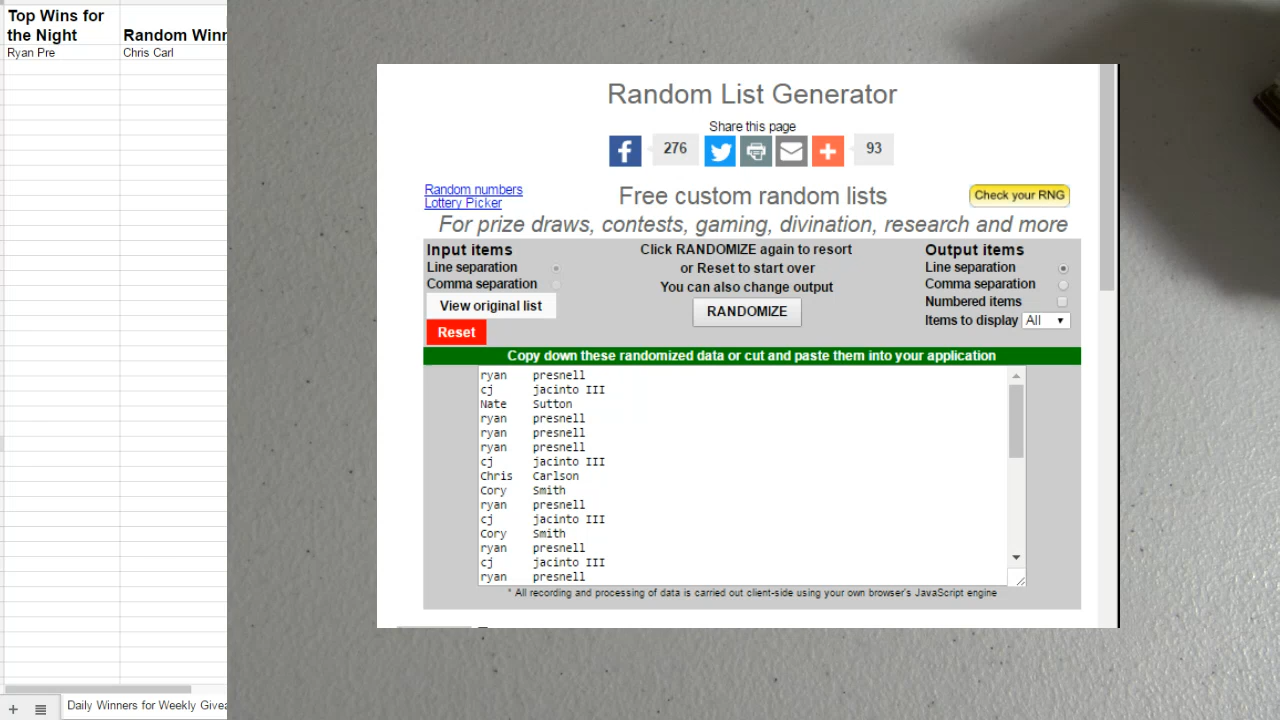 Top Wins for
the Night
Random Winn
Ryan Pre
Chris Carl
Random List Generator
Share this page
276
93
Random numbers
Lottery Picker
Free custom random lists
Check your RNG
For prize draws, contests, gaming, divination, research and more
Input items
Line separation
Comma separation
View original list
Reset
Click RANDOMIZE again to resort
or Reset to start over
You can also change output
RANDOMIZE
Output items
Line separation
Comma separation
Numbered items
Items to display All
Copy down these randomized data or cut and paste them into your application
ryan presnell
cj jacinto III
Nate Sutton
ryan presnell
ryan presnell
ryan presnell
cj jacinto III
Chris Carlson
Cory Smith
ryan presnell
cj jacinto III
Cory Smith
ryan presnell
cj jacinto III
ryan presnell
* All recording and processing of data is carried out client-side using your own browser's JavaScript engine
Daily Winners for Weekly Givea